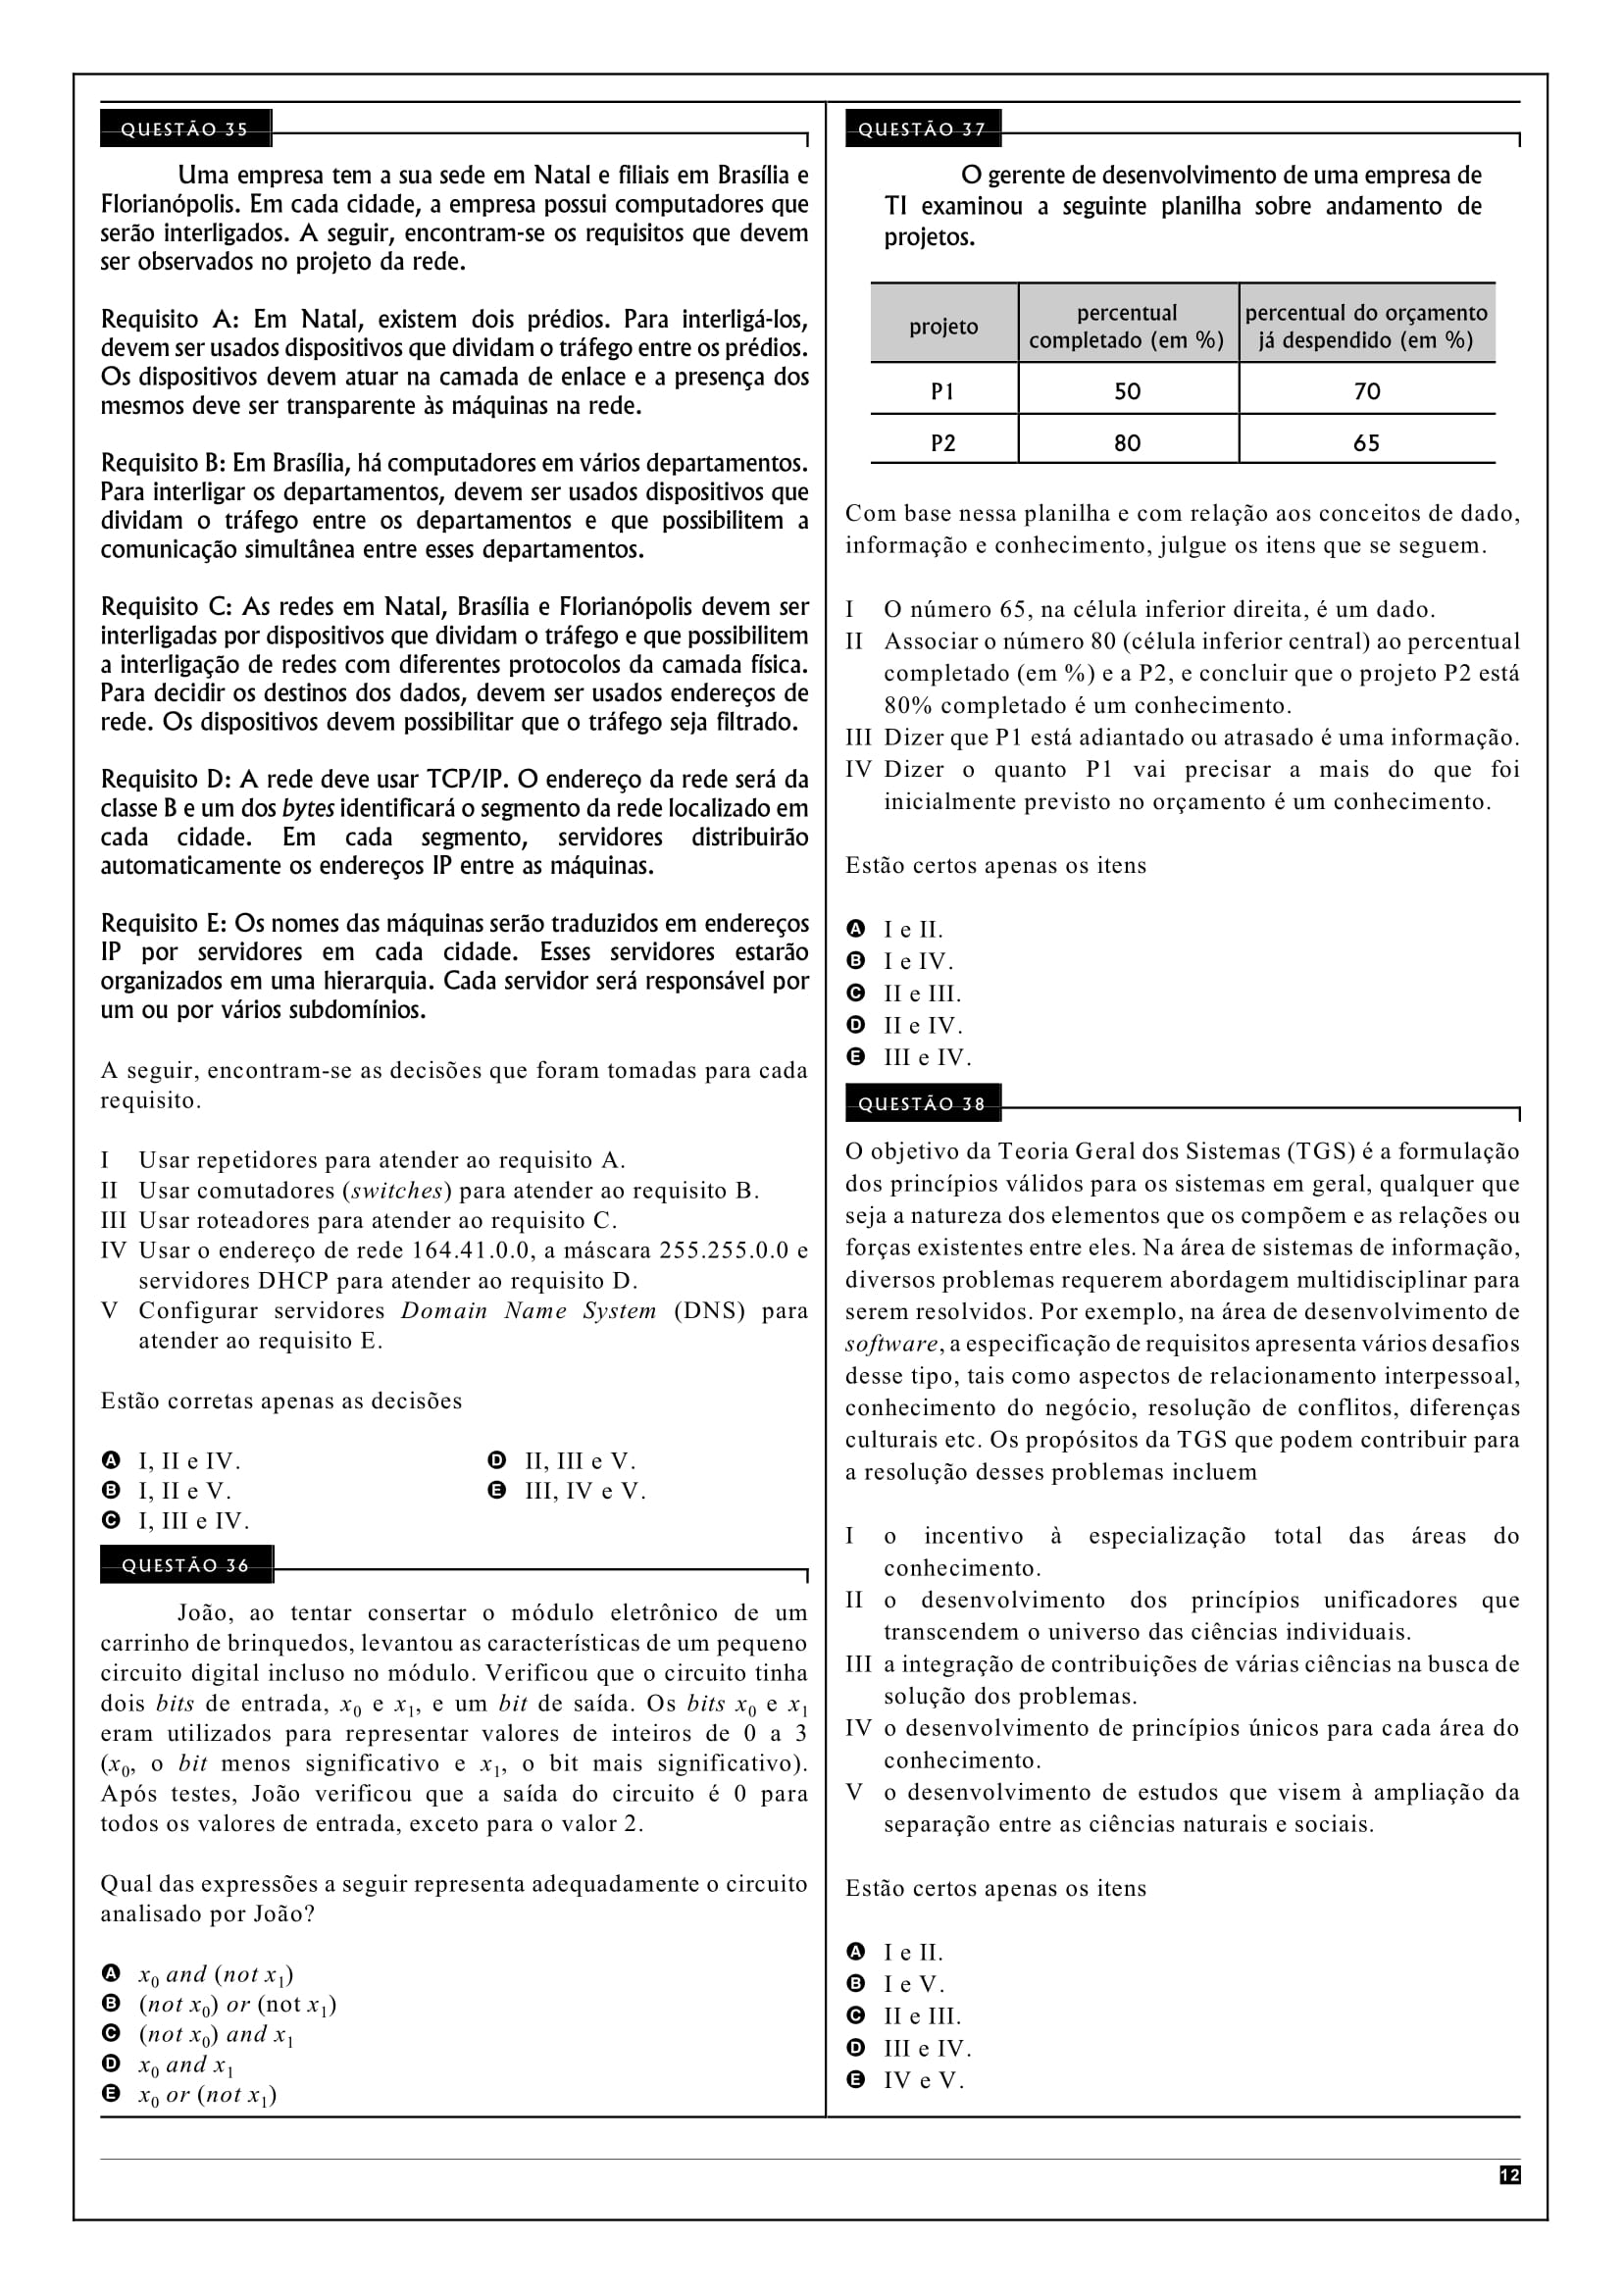 QUESTÃO 35
Uma empresa tem a sua sede em Natal e filiais em Brasília e
Florianópolis. Em cada cidade, a empresa possui computadores que
serão interligados. A seguir, encontram-se os requisitos que devem
ser observados no projeto da rede.
Requisito A: Em Natal, existem dois prédios. Para interligá-los,
devem ser usados dispositivos que dividam o tráfego entre os prédios.
Os dispositivos devem atuar na camada de enlace e a presença dos
mesmos deve ser transparente às máquinas na rede.
Requisito B: Em Brasília, há computadores em vários departamentos.
Para interligar os departamentos, devem ser usados dispositivos que
dividam o tráfego entre os departamentos e que possibilitem a
comunicação simultânea entre esses departamentos.
Requisito C: As redes em Natal, Brasília e Florianópolis devem ser
interligadas por dispositivos que dividam o tráfego e que possibilitem
a interligação de redes com diferentes protocolos da camada física.
Para decidir os destinos dos dados, devem ser usados endereços de
rede. Os dispositivos devem possibilitar que o tráfego seja filtrado.
Requisito D: A rede deve usar TCP/IP. O endereço da rede será da
classe B e um dos bytes identificará o segmento da rede localizado em
cada cidade. Em cada segmento, servidores distribuirão
automaticamente os endereços IP entre as máquinas.
Requisito E: Os nomes das máquinas serão traduzidos em endereços
IP por servidores em cada cidade. Esses servidores estarão
organizados em uma hierarquia. Cada servidor será responsável por
um ou por vários subdomínios.
A seguir, encontram-se as decisões que foram tomadas para cada
requisito.
I Usar repetidores para atender ao requisito A.
II Usar comutadores (switches) para atender ao requisito B.
III Usar roteadores para atender ao requisito C.
IV Usar o endereço de rede 164.41.0.0, a máscara 255.255.0.0 e
servidores DHCP para atender ao requisito D.
V Configurar servidores Domain Name System (DNS) para
atender ao requisito E.
Estão corretas apenas as decisões
A I, II e IV.
B I, II e V.
C I, III e IV.
D II, III e V.
E III, IV e V.
QUESTÃO 36
João, ao tentar consertar o módulo eletrônico de um
carrinho de brinquedos, levantou as características de um pequeno
circuito digital incluso no módulo. Verificou que o circuito tinha
dois bits de entrada, x0 e x1, e um bit de saída. Os bits x0 e x1
eram utilizados para representar valores de inteiros de 0 a 3
(x0, o bit menos significativo e x1, o bit mais significativo).
Após testes, João verificou que a saída do circuito é 0 para
todos os valores de entrada, exceto para o valor 2.
Qual das expressões a seguir representa adequadamente o circuito
analisado por João?
A x0 and (not x1)
B (not x0) or (not x1)
C (not x0) and x1
D x0 and x1
E x0 or (not x1)
QUESTÃO 37
O gerente de desenvolvimento de uma empresa de
TI examinou a seguinte planilha sobre andamento de
projetos.
projeto percentual completado (em %) percentual do orçamento já despendido (em %)
P1 50 70
P2 80 65
Com base nessa planilha e com relação aos conceitos de dado,
informação e conhecimento, julgue os itens que se seguem.
I O número 65, na célula inferior direita, é um dado.
II Associar o número 80 (célula inferior central) ao percentual
completado (em %) e a P2, e concluir que o projeto P2 está
80% completado é um conhecimento.
III Dizer que P1 está adiantado ou atrasado é uma informação.
IV Dizer o quanto P1 vai precisar a mais do que foi
inicialmente previsto no orçamento é um conhecimento.
Estão certos apenas os itens
A I e II.
B I e IV.
C II e III.
D II e IV.
E III e IV.
QUESTÃO 38
O objetivo da Teoria Geral dos Sistemas (TGS) é a formulação
dos princípios válidos para os sistemas em geral, qualquer que
seja a natureza dos elementos que os compõem e as relações ou
forças existentes entre eles. Na área de sistemas de informação,
diversos problemas requerem abordagem multidisciplinar para
serem resolvidos. Por exemplo, na área de desenvolvimento de
software, a especificação de requisitos apresenta vários desafios
desse tipo, tais como aspectos de relacionamento interpessoal,
conhecimento do negócio, resolução de conflitos, diferenças
culturais etc. Os propósitos da TGS que podem contribuir para
a resolução desses problemas incluem
I o incentivo à especialização total das áreas do
conhecimento.
II o desenvolvimento dos princípios unificadores que
transcendem o universo das ciências individuais.
III a integração de contribuições de várias ciências na busca de
solução dos problemas.
IV o desenvolvimento de princípios únicos para cada área do
conhecimento.
V o desenvolvimento de estudos que visem à ampliação da
separação entre as ciências naturais e sociais.
Estão certos apenas os itens
A I e II.
B I e V.
C II e III.
D III e IV.
E IV e V.
12